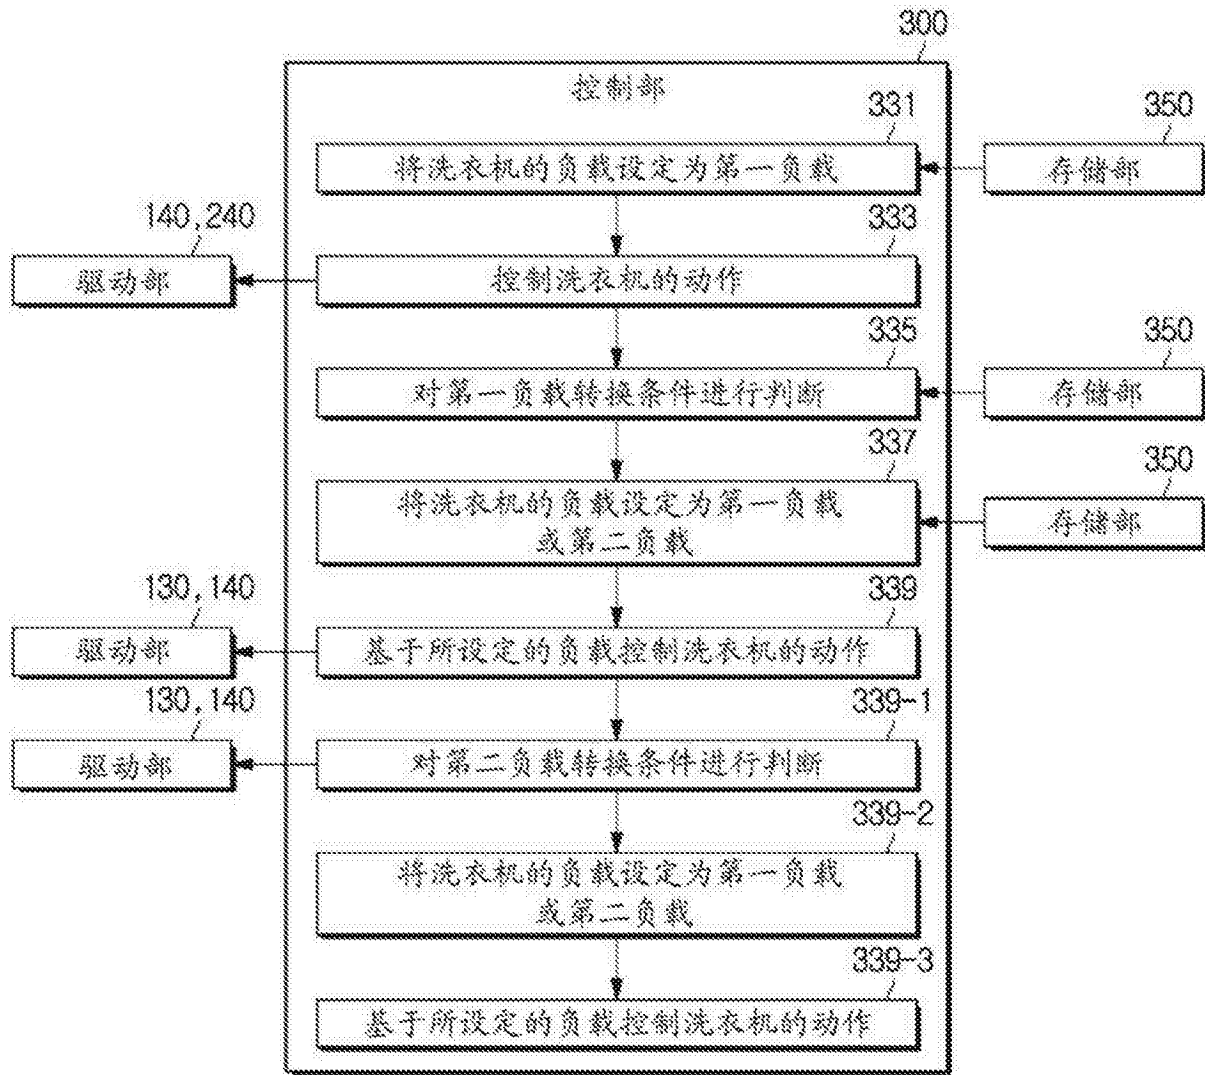 300
控制部
331
350
将洗衣机的负载设定为第一负载
存储部
140,240
333
驱动部
控制洗衣机的动作
335
350
对第一负载转换条件进行判断
存储部
337
350
将洗衣机的负载设定为第一负载
或第二负载
存储部
130,140
339
驱动部
基于所设定的负载控制洗衣机的动作
130,140
339-1
驱动部
对第二负载转换条件进行判断
339-2
将洗衣机的负载设定为第一负载
或第二负载
339-3
基于所设定的负载控制洗衣机的动作